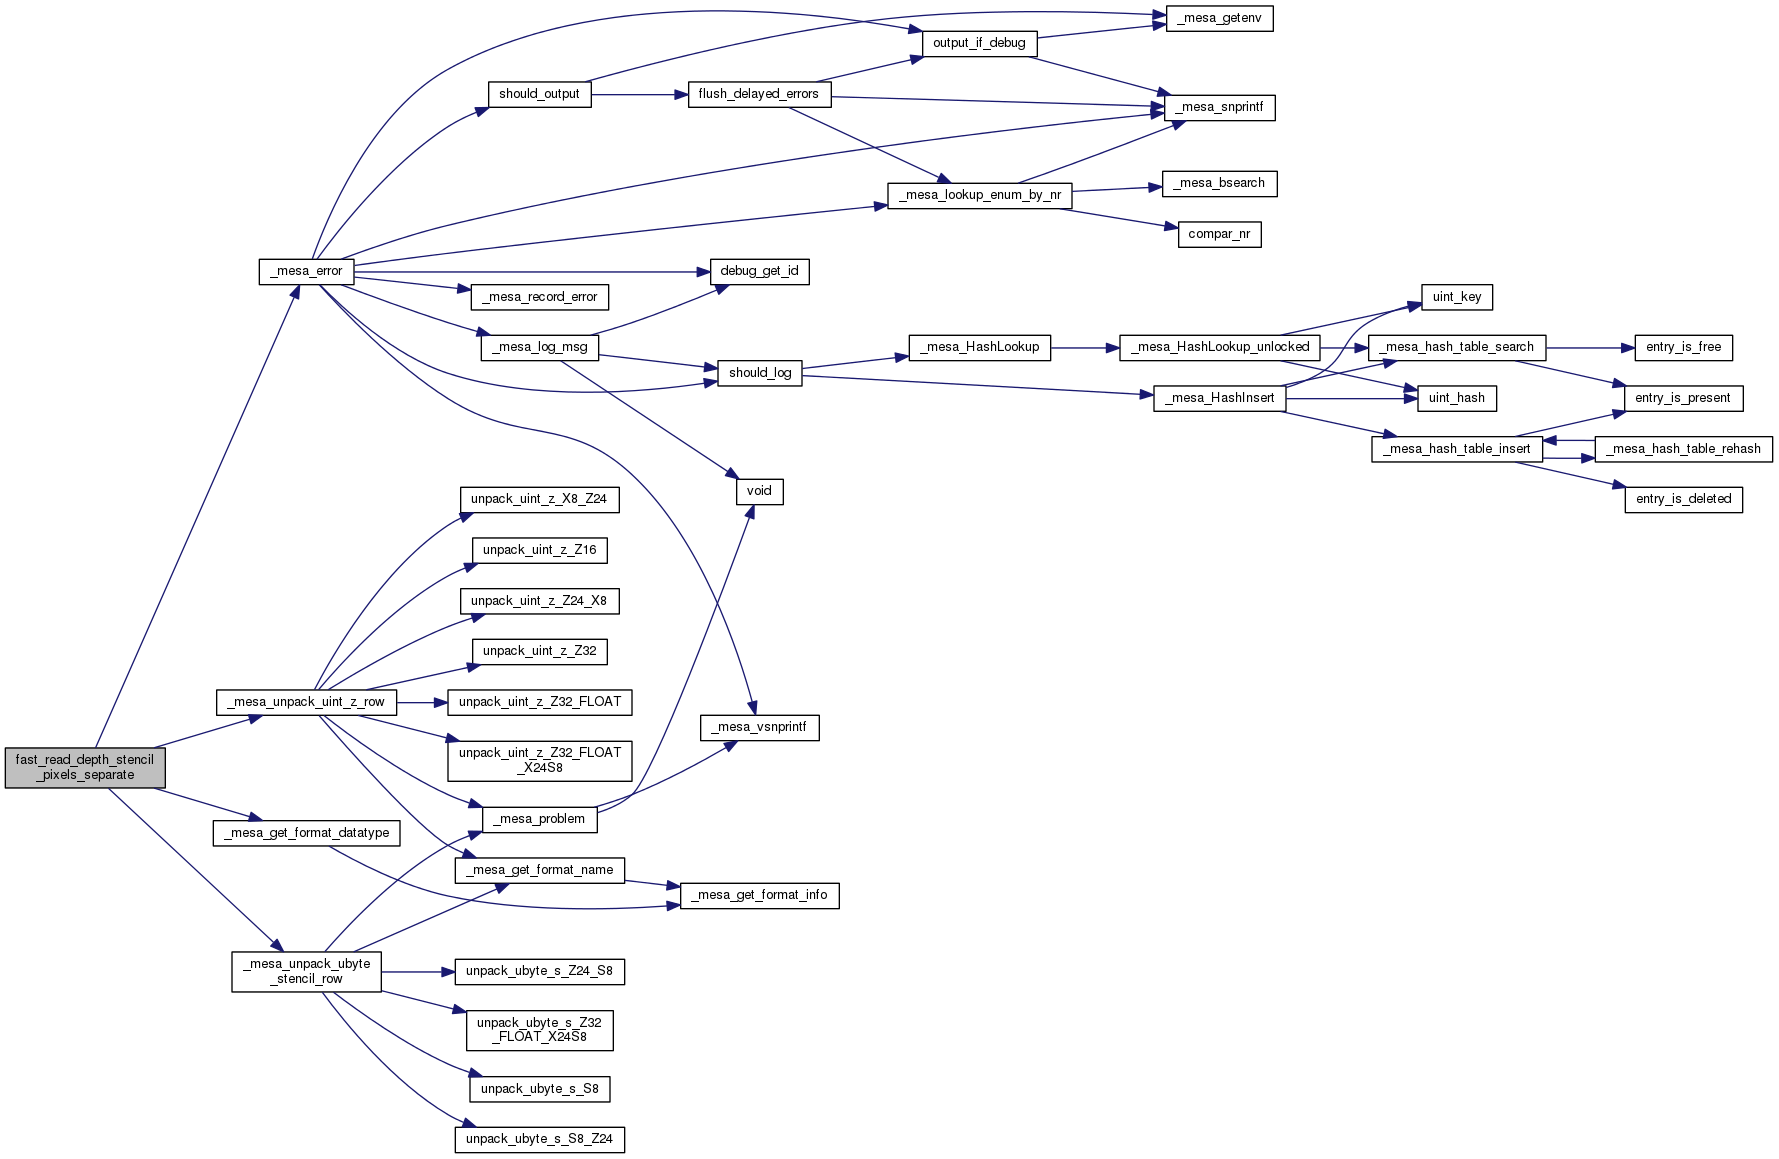 _mesa_getenv
output_if_debug
should_output
flush_delayed_errors
_mesa_snprintf
_mesa_bsearch
_mesa_lookup_enum_by_nr
compar_nr
_mesa_error
debug_get_id
_mesa_record_error
uint_key
_mesa_log_msg
_mesa_HashLookup
_mesa_HashLookup_unlocked
_mesa_hash_table_search
entry_is_free
should_log
_mesa_HashInsert
uint_hash
entry_is_present
_mesa_hash_table_insert
_mesa_hash_table_rehash
void
entry_is_deleted
unpack_uint_z_X8_Z24
unpack_uint_z_Z16
unpack_uint_z_Z24_X8
unpack_uint_z_Z32
_mesa_unpack_uint_z_row
unpack_uint_z_Z32_FLOAT
_mesa_vsnprintf
unpack_uint_z_Z32_FLOAT
_X24S8
fast_read_depth_stencil
_pixels_separate
_mesa_problem
_mesa_get_format_datatype
_mesa_get_format_name
_mesa_get_format_info
_mesa_unpack_ubyte
_stencil_row
unpack_ubyte_s_Z24_S8
unpack_ubyte_s_Z32
_FLOAT_X24S8
unpack_ubyte_s_S8
unpack_ubyte_s_S8_Z24